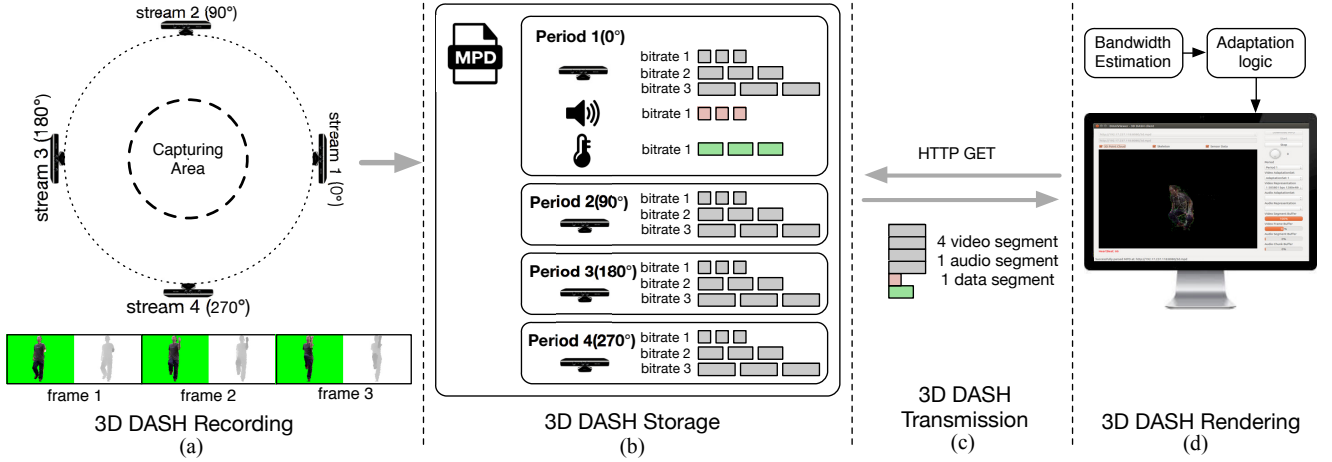 stream 2 (90°)
stream 3 (180°)
Capturing
Area
stream 1 (0°)
stream 4 (270°)
frame 1
frame 2
frame 3
3D DASH Recording
(a)
MPD
Period 1(0°)
bitrate 1
bitrate 2
bitrate 3
bitrate 1
bitrate 1
Period 2(90°)
bitrate 1
bitrate 2
bitrate 3
Period 3(180°)
bitrate 1
bitrate 2
bitrate 3
Period 4(270°)
bitrate 1
bitrate 2
bitrate 3
3D DASH Storage
(b)
HTTP GET
4 video segment
1 audio segment
1 data segment
3D DASH
Transmission
(c)
Bandwidth
Estimation
Adaptation
logic
3D DASH Rendering
(d)